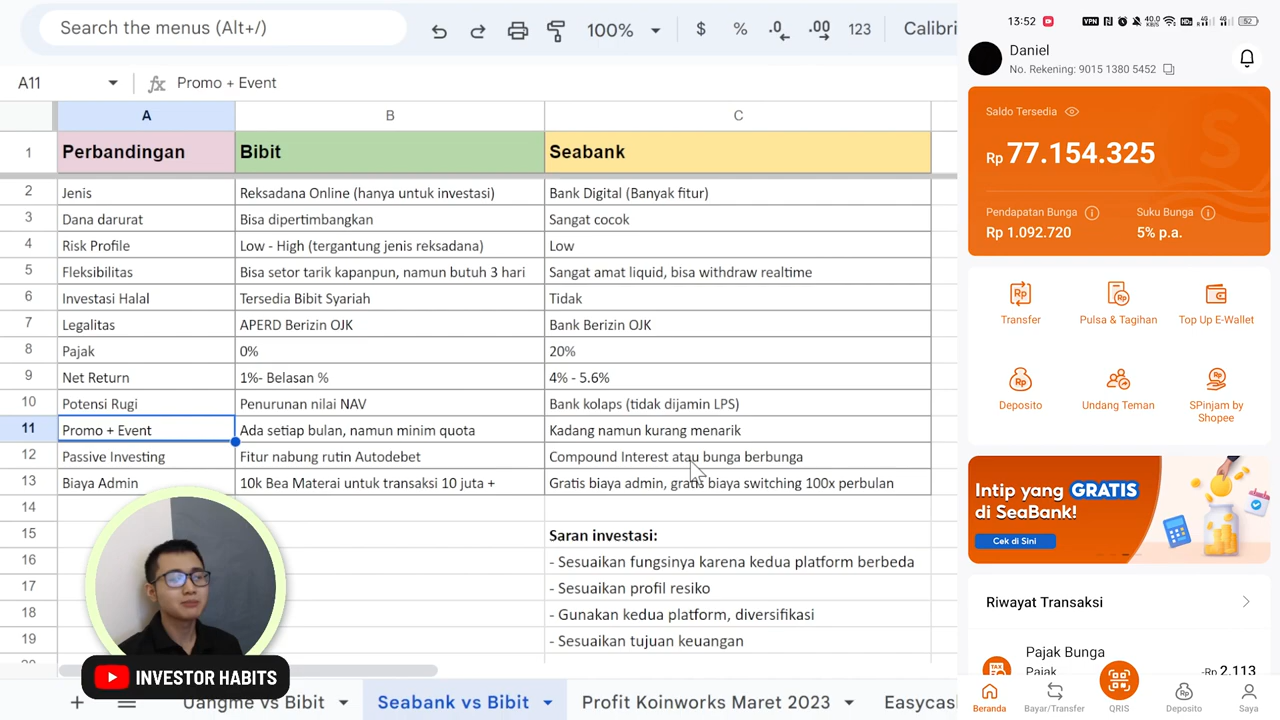 Search the menus (Alt+/)
100%
$ % .0 .00 123 Calibri
A11 fx Promo + Event
A B C
1 Perbandingan Bibit Seabank
2 Jenis Reksadana Online (hanya untuk investasi) Bank Digital (Banyak fitur)
3 Dana darurat Bisa dipertimbangkan Sangat cocok
4 Risk Profile Low - High (tergantung jenis reksadana) Low
5 Fleksibilitas Bisa setor tarik kapanpun, namun butuh 3 hari Sangat amat liquid, bisa withdraw realtime
6 Investasi Halal Tersedia Bibit Syariah Tidak
7 Legalitas APERD Berizin OJK Bank Berizin OJK
8 Pajak 0% 20%
9 Net Return 1%- Belasan % 4% - 5.6%
10 Potensi Rugi Penurunan nilai NAV Bank kolaps (tidak dijamin LPS)
11 Promo + Event Ada setiap bulan, namun minim quota Kadang namun kurang menarik
12 Passive Investing Fitur nabung rutin Autodebet Compound Interest atau bunga berbunga
13 Biaya Admin 10k Bea Materai untuk transaksi 10 juta + Gratis biaya admin, gratis biaya switching 100x perbulan
14
15 Saran investasi:
16 - Sesuaikan fungsinya karena kedua platform berbeda
17 - Sesuaikan profil resiko
18 - Gunakan kedua platform, diversifikasi
19 - Sesuaikan tujuan keuangan
INVESTOR HABITS
Uangme vs Bibit Seabank vs Bibit Profit Koinworks Maret 2023 Easycash
13:52 VPN 40.0 KB/S HD 4G 4G 52
Daniel
No. Rekening: 9015 1380 5452
Saldo Tersedia
Rp 77.154.325
Pendapatan Bunga Suku Bunga
Rp 1.092.720 5% p.a.
Transfer Pulsa & Tagihan Top Up E-Wallet
Deposito Undang Teman SPinjam by
Shopee
Intip yang GRATIS
di SeaBank!
Cek di Sini
Riwayat Transaksi
Pajak Bunga
TAX Pajak -Rp 2.113
Beranda Bayar/Transfer QRIS Deposito Saya